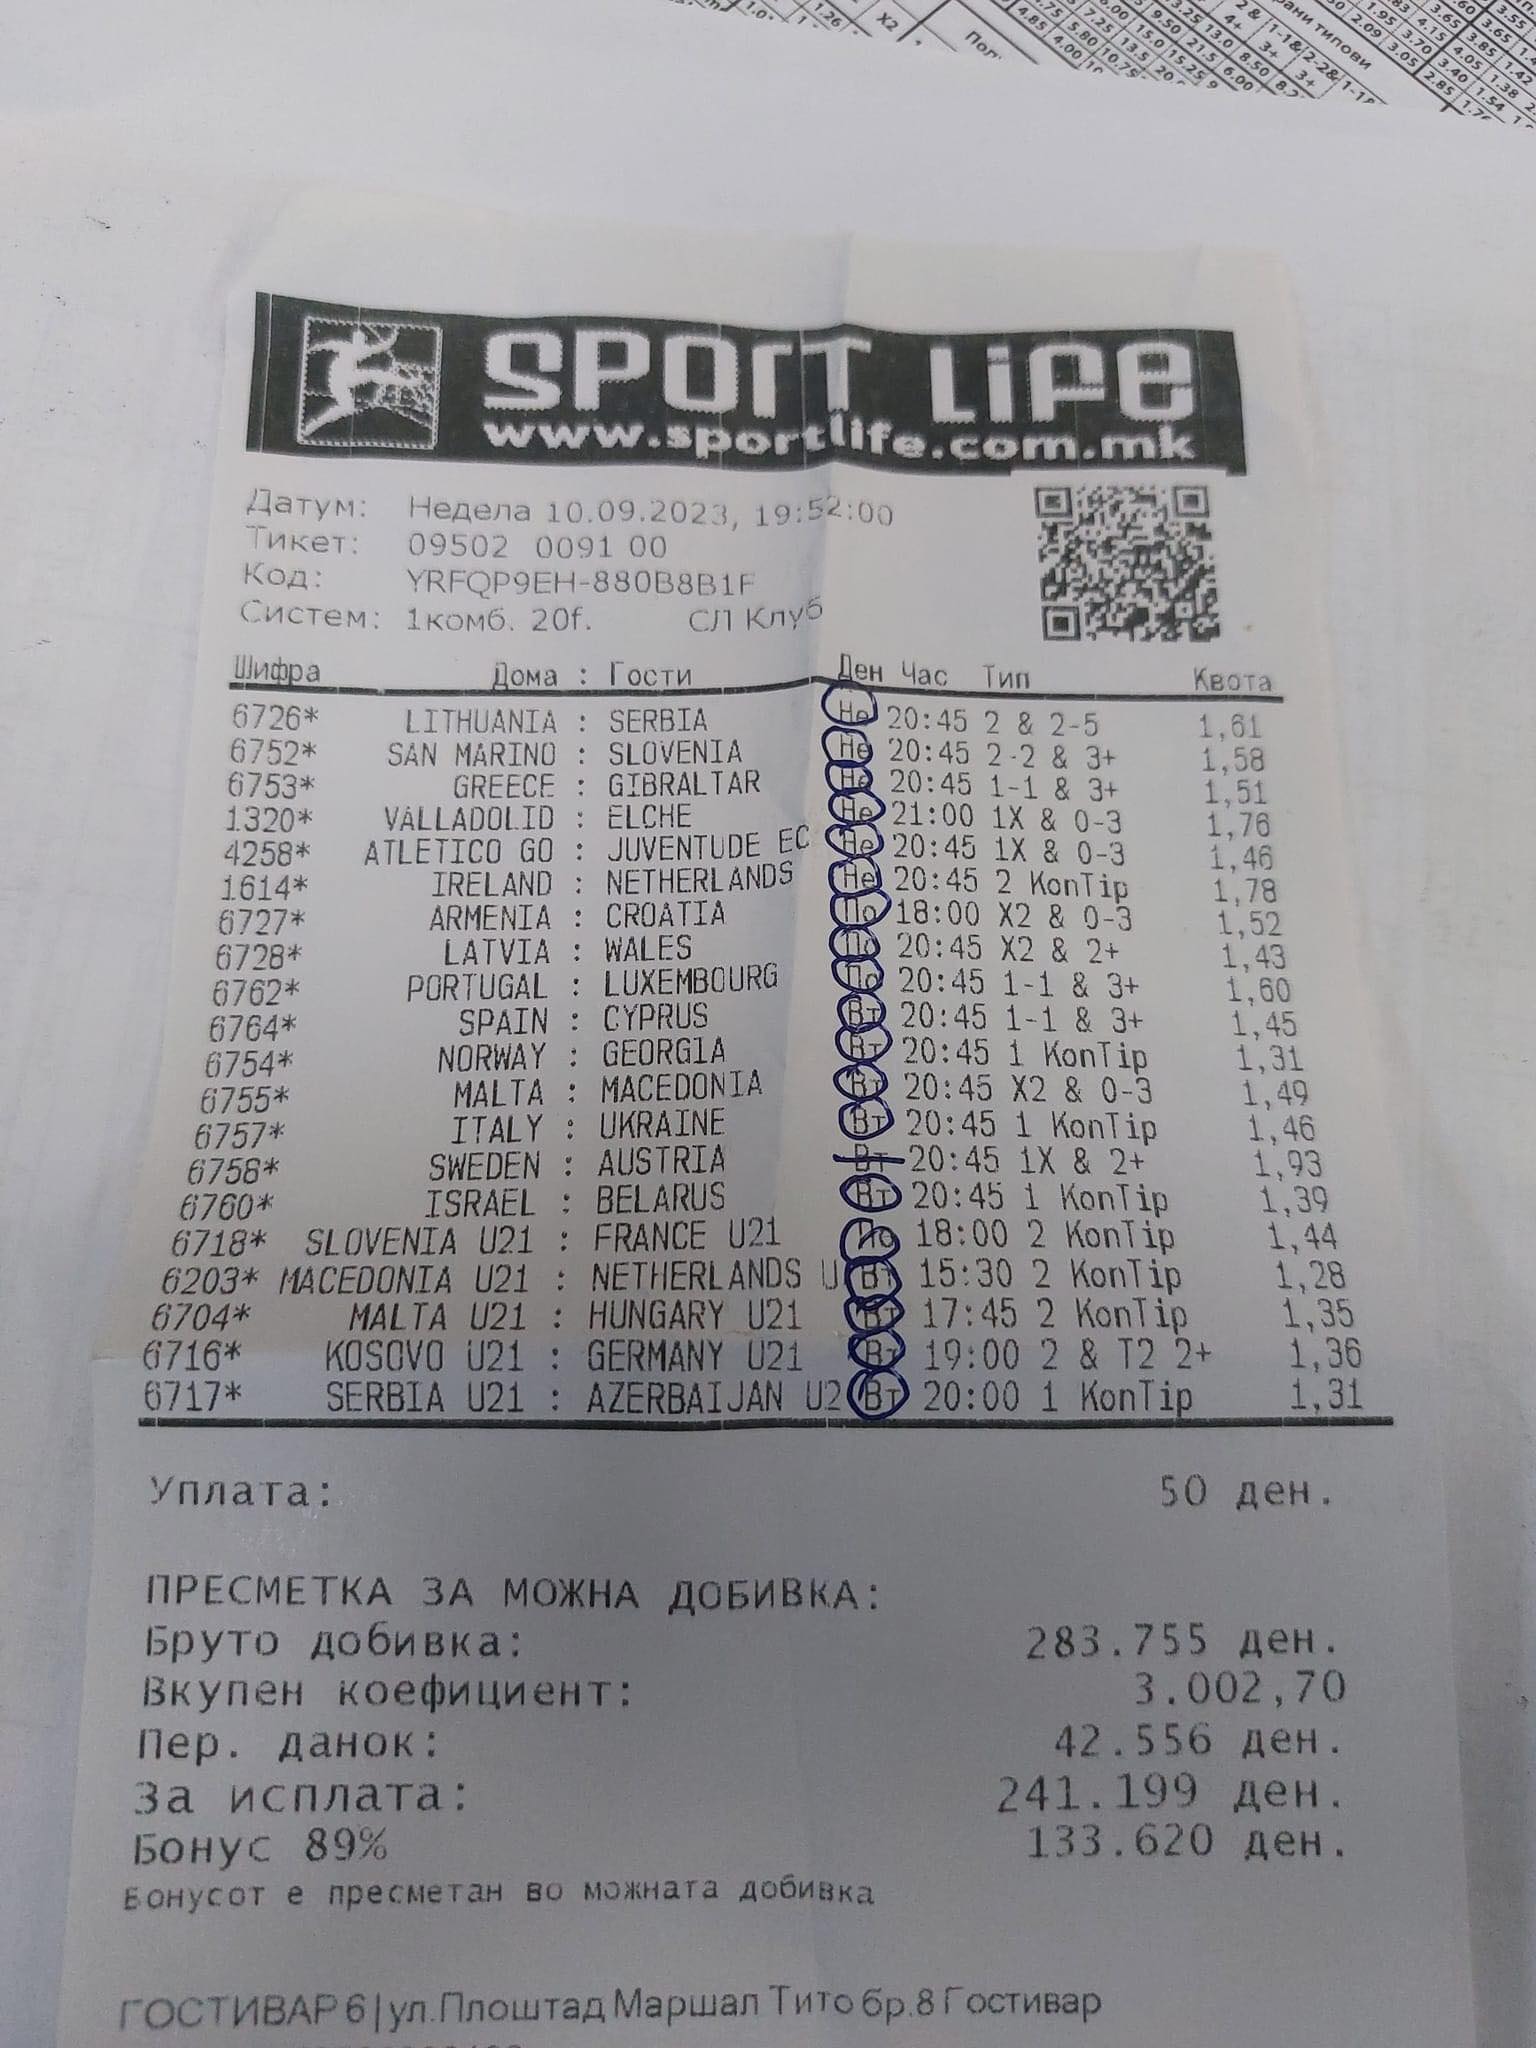 SPORT LIFE
www.sportlife.com.mk
Датум: Недела 10.09.2023, 19:52:00
Тикет: 09502 0091 00
Код: YRFQP9EH-880B8B1F
Систем: 1комб. 20f. СЛ Клуб
Шифра Дома : Гости Ден Час Тип Квота
6726* LITHUANIA : SERBIA Не 20:45 2 & 2-5 1,61
6752* SAN MARINO : SLOVENIA Не 20:45 2-2 & 3+ 1,58
6753* GREECE : GIBRALTAR Не 20:45 1-1 & 3+ 1,51
1320* VALLADOLID : ELCHE Не 21:00 1X & 0-3 1,76
4258* ATLETICO GO : JUVENTUDE EC Не 20:45 1X & 0-3 1,46
1614* IRELAND : NETHERLANDS Не 20:45 2 KonTip 1,78
6727* ARMENIA : CROATIA По 18:00 X2 & 0-3 1,52
6728* LATVIA : WALES По 20:45 X2 & 2+ 1,43
6762* PORTUGAL : LUXEMBOURG По 20:45 1-1 & 3+ 1,60
6764* SPAIN : CYPRUS Вт 20:45 1-1 & 3+ 1,45
6754* NORWAY : GEORGIA Вт 20:45 1 KonTip 1,31
6755* MALTA : MACEDONIA Вт 20:45 X2 & 0-3 1,49
6757* ITALY : UKRAINE Вт 20:45 1 KonTip 1,46
6758* SWEDEN : AUSTRIA Вт 20:45 1X & 2+ 1,93
6760* ISRAEL : BELARUS Вт 20:45 1 KonTip 1,39
6718* SLOVENIA U21 : FRANCE U21 По 18:00 2 KonTip 1,44
6203* MACEDONIA U21 : NETHERLANDS U Вт 15:30 2 KonTip 1,28
6704* MALTA U21 : HUNGARY U21 Вт 17:45 2 KonTip 1,35
6716* KOSOVO U21 : GERMANY U21 Вт 19:00 2 & T2 2+ 1,36
6717* SERBIA U21 : AZERBAIJAN U2 Вт 20:00 1 KonTip 1,31
Уплата: 50 ден.
ПРЕСМЕТКА ЗА МОЖНА ДОБИВКА:
Бруто добивка: 283.755 ден.
Вкупен коефициент: 3.002,70
Пер. данок: 42.556 ден.
За исплата: 241.199 ден.
Бонус 89% 133.620 ден.
Бонусот е пресметан во можната добивка
ГОСТИВАР 6|ул.Плоштад Маршал Тито бр.8 Гостивар